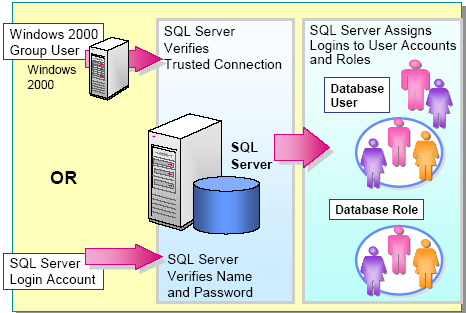 Windows 2000
Group User
Windows
2000
SQL Server
Verifies
Trusted Connection
SQL Server Assigns
Logins to User Accounts
and Roles
Database
User
SQL
Server
OR
Database Role
SQL Server
Login Account
SQL Server
Verifies Name
and Password